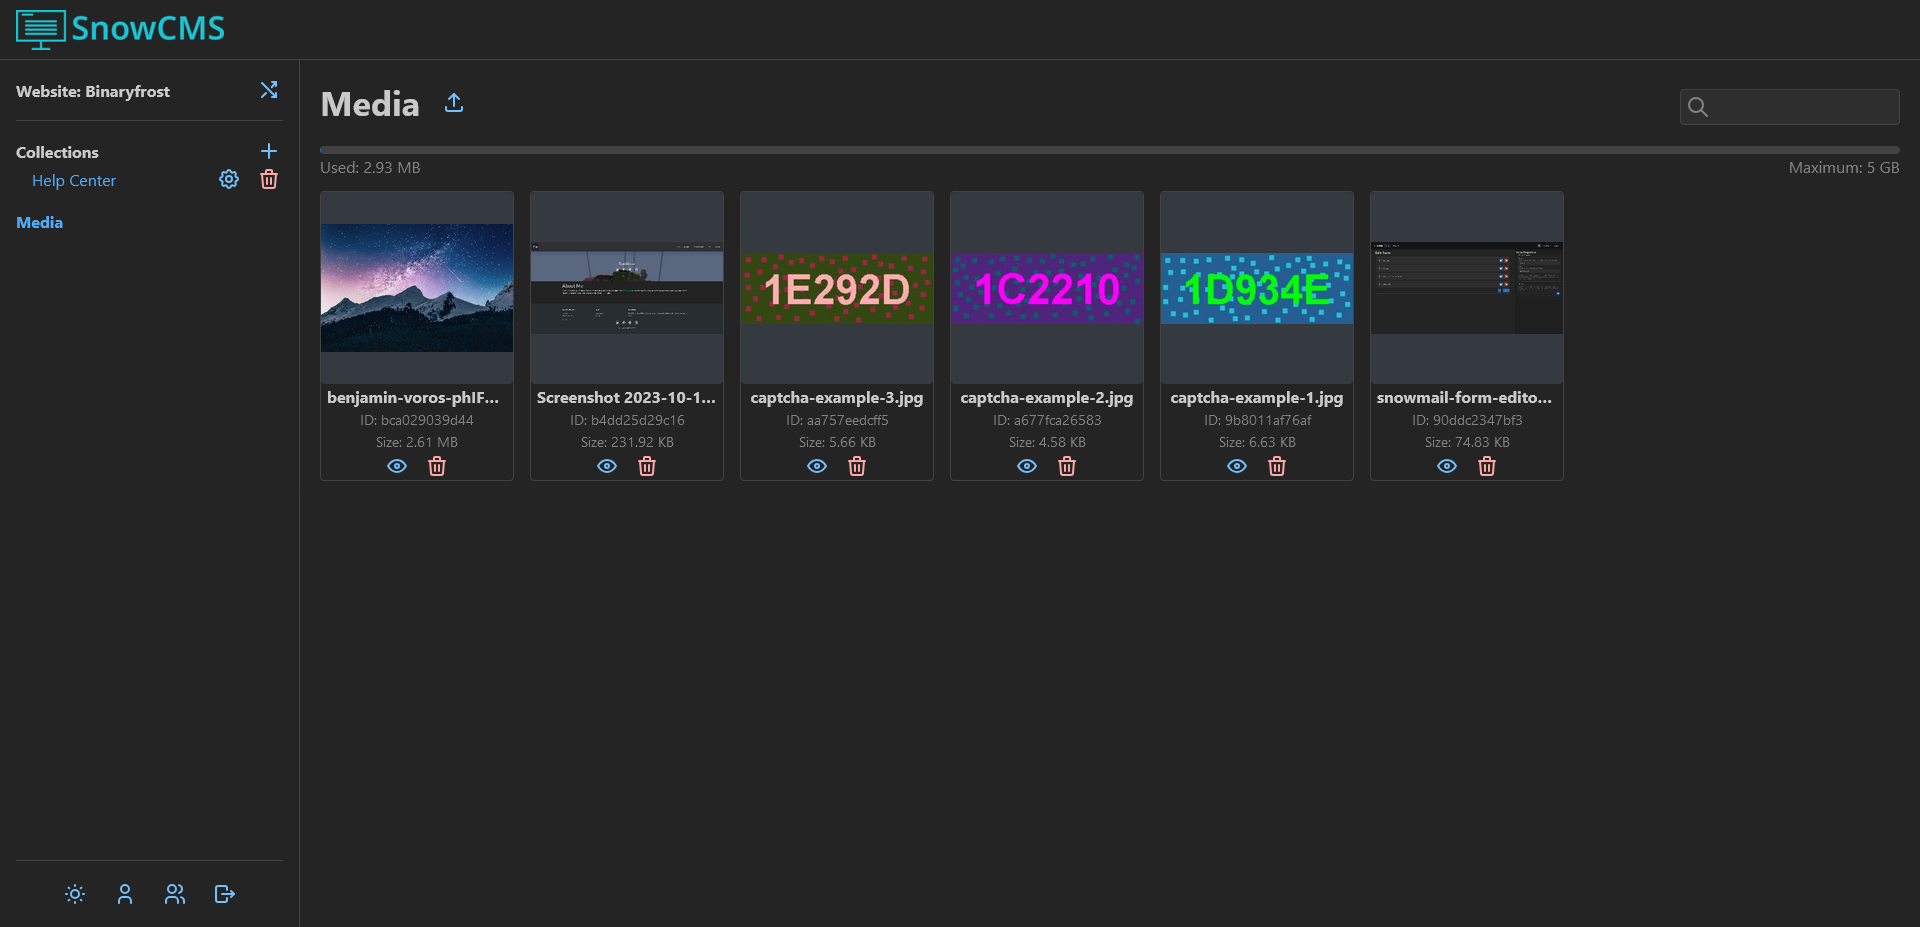 SnowCMS
Website: Binaryfrost
Collections
Help Center
Media
Media
Used: 2.93 MB
Maximum: 5 GB
benjamin-voros-phIF...
ID: bca029039d44
Size: 2.61 MB
About Me
Screenshot 2023-10-1...
ID: b4dd25d29c16
Size: 231.92 KB
1E292D
captcha-example-3.jpg
ID: aa757eedcff5
Size: 5.66 KB
1C2210
captcha-example-2.jpg
ID: a677fca26583
Size: 4.58 KB
1D934E
captcha-example-1.jpg
ID: 9b8011af76af
Size: 6.63 KB
snowmail-form-edito...
ID: 90ddc2347bf3
Size: 74.83 KB